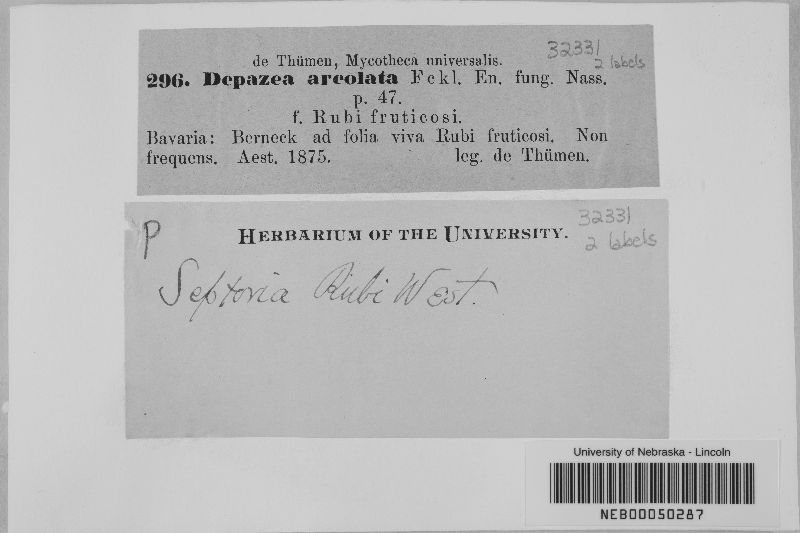 de Thümen, Mycotheca universalis.
32331
2 labels
296. Depazea areolata Fckl. En. fung. Nass.
p. 47.
f. Rubi fruticosi.
Bavaria: Berneck ad folia viva Rubi fruticosi. Non
frequens. Aest. 1875. leg. de Thümen.
P
HERBARIUM OF THE UNIVERSITY.
32331
2 labels
Septoria Rubi West.
University of Nebraska - Lincoln
NEB00050287